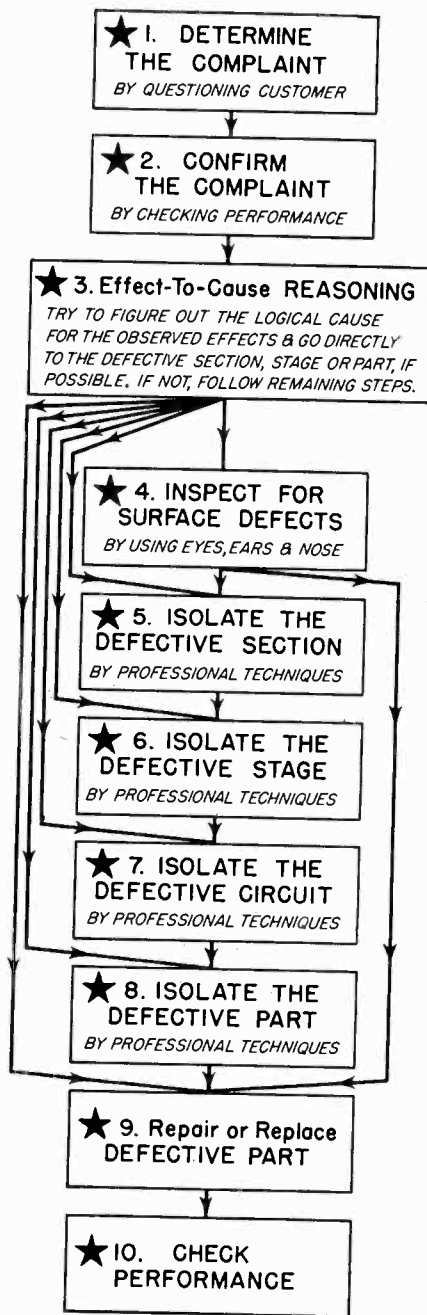 ★ 1. DETERMINE
THE COMPLAINT
BY QUESTIONING CUSTOMER
★ 2. CONFIRM
THE COMPLAINT
BY CHECKING PERFORMANCE
★ 3. Effect-To-Cause REASONING
TRY TO FIGURE OUT THE LOGICAL CAUSE
FOR THE OBSERVED EFFECTS & GO DIRECTLY
TO THE DEFECTIVE SECTION, STAGE OR PART, IF
POSSIBLE. IF NOT, FOLLOW REMAINING STEPS.
★ 4. INSPECT FOR
SURFACE DEFECTS
BY USING EYES, EARS & NOSE
★ 5. ISOLATE THE
DEFECTIVE SECTION
BY PROFESSIONAL TECHNIQUES
★ 6. ISOLATE THE
DEFECTIVE STAGE
BY PROFESSIONAL TECHNIQUES
★ 7. ISOLATE THE
DEFECTIVE CIRCUIT
BY PROFESSIONAL TECHNIQUES
★ 8. ISOLATE THE
DEFECTIVE PART
BY PROFESSIONAL TECHNIQUES
★ 9. Repair or Replace
DEFECTIVE PART
★ 10. CHECK
PERFORMANCE